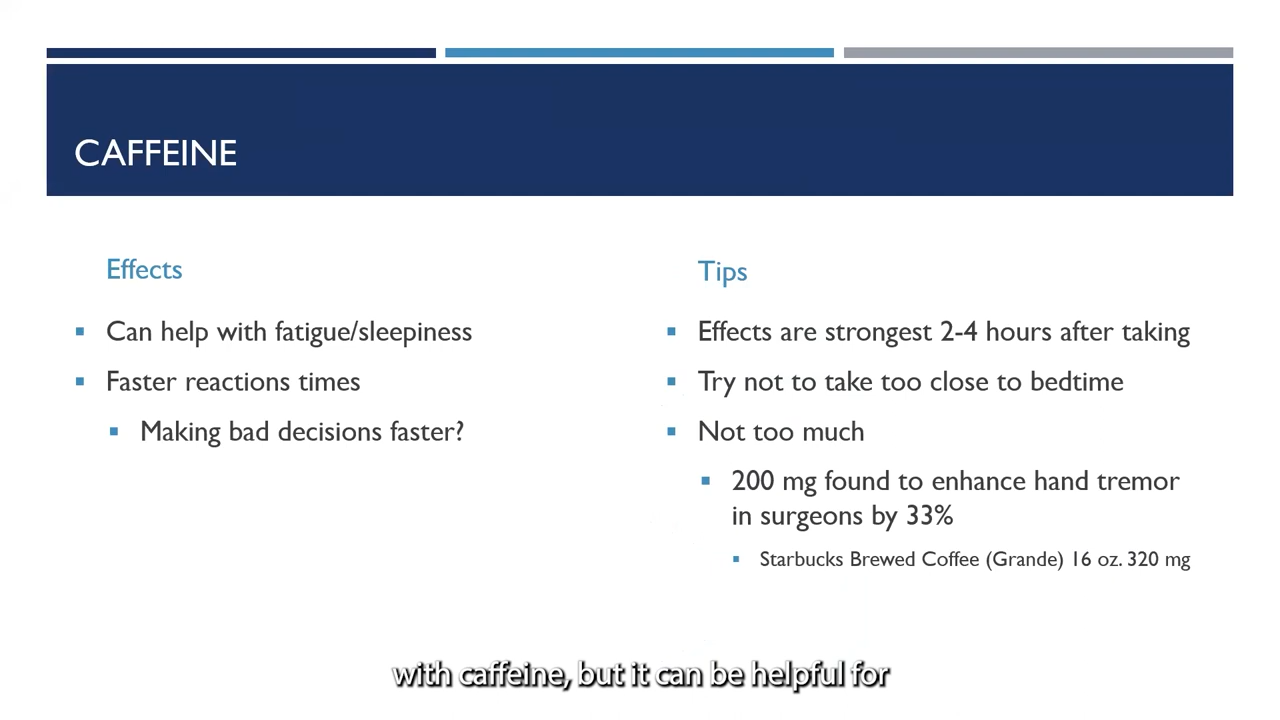 CAFFEINE
Effects
▪ Can help with fatigue/sleepiness
▪ Faster reactions times
▪ Making bad decisions faster?
Tips
▪ Effects are strongest 2-4 hours after taking
▪ Try not to take too close to bedtime
▪ Not too much
▪ 200 mg found to enhance hand tremor
in surgeons by 33%
▪ Starbucks Brewed Coffee (Grande) 16 oz. 320 mg
with caffeine, but it can be helpful for